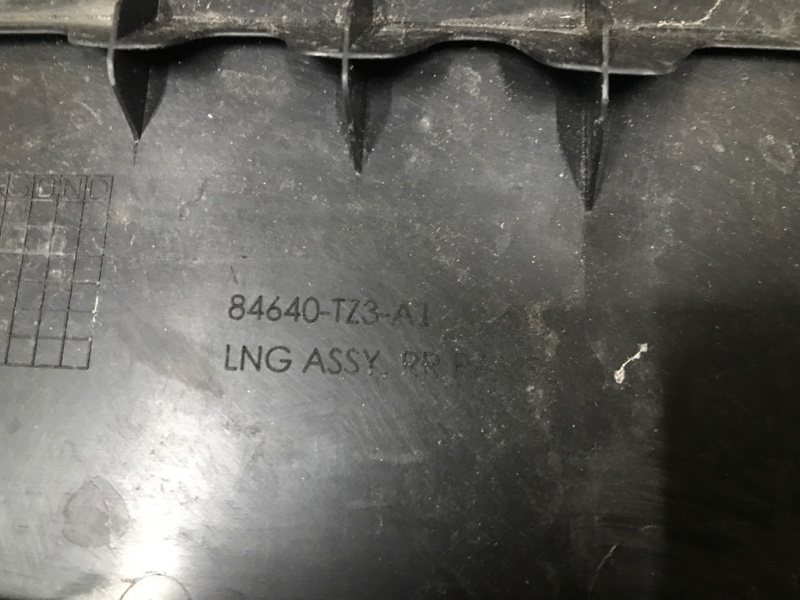 S O N D
84640-TZ3-A1
LNG ASSY, RR